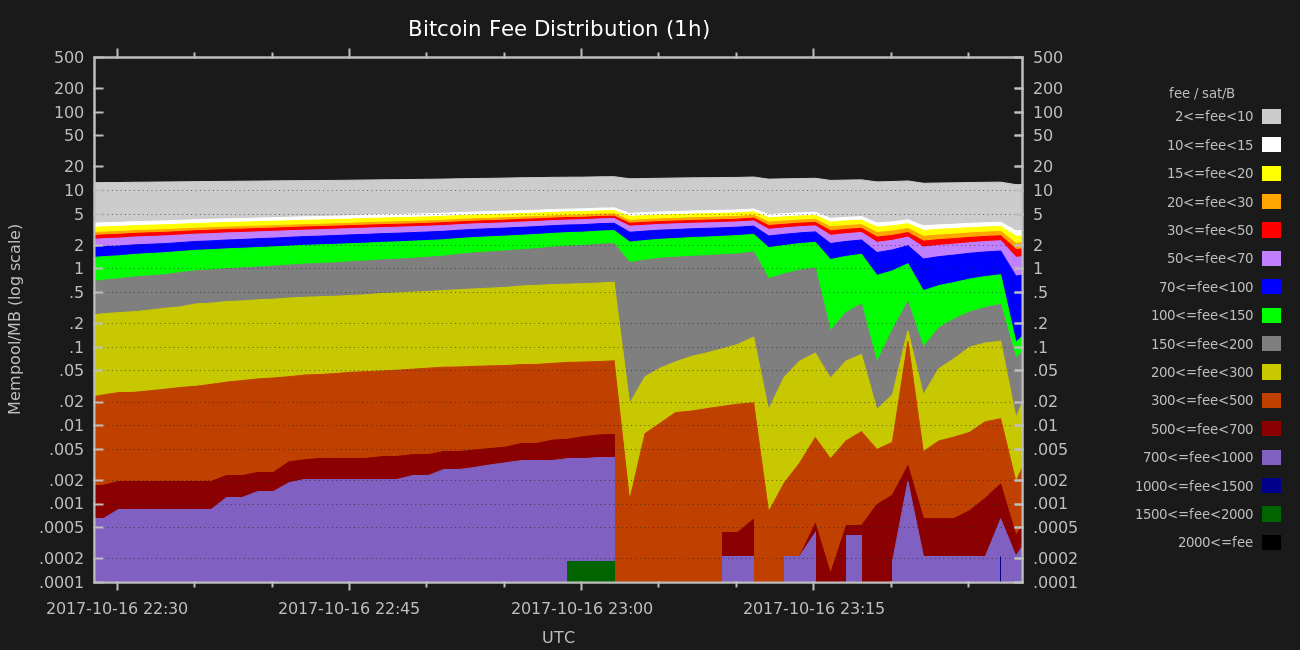 Bitcoin Fee Distribution (1h)
500 500
200 200
100 100
50 50
20 20
10 10
5 5
2 2
1 1
.5 .5
.2 .2
.1 .1
.05 .05
.02 .02
.01 .01
.005 .005
.002 .002
.001 .001
.0005 .0005
.0002 .0002
.0001 .0001
Mempool/MB (log scale)
2017-10-16 22:30 2017-10-16 22:45 2017-10-16 23:00 2017-10-16 23:15
UTC
fee / sat/B
2<=fee<10
10<=fee<15
15<=fee<20
20<=fee<30
30<=fee<50
50<=fee<70
70<=fee<100
100<=fee<150
150<=fee<200
200<=fee<300
300<=fee<500
500<=fee<700
700<=fee<1000
1000<=fee<1500
1500<=fee<2000
2000<=fee